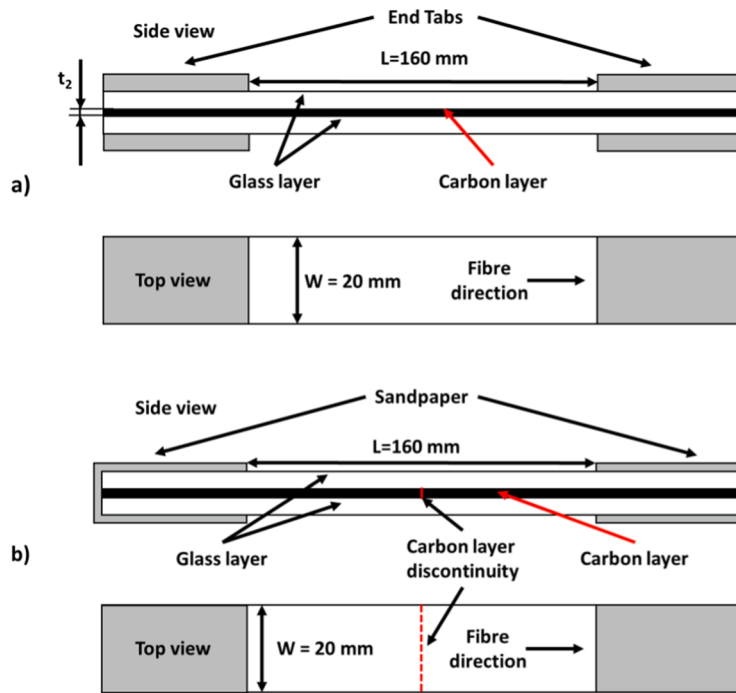 End Tabs
Side view
L=160 mm
t2
Glass layer
Carbon layer
a)
Top view
W = 20 mm
Fibre
direction
Sandpaper
Side view
L=160 mm
Glass layer
Carbon layer
discontinuity
Carbon layer
b)
Top view
W = 20 mm
Fibre
direction